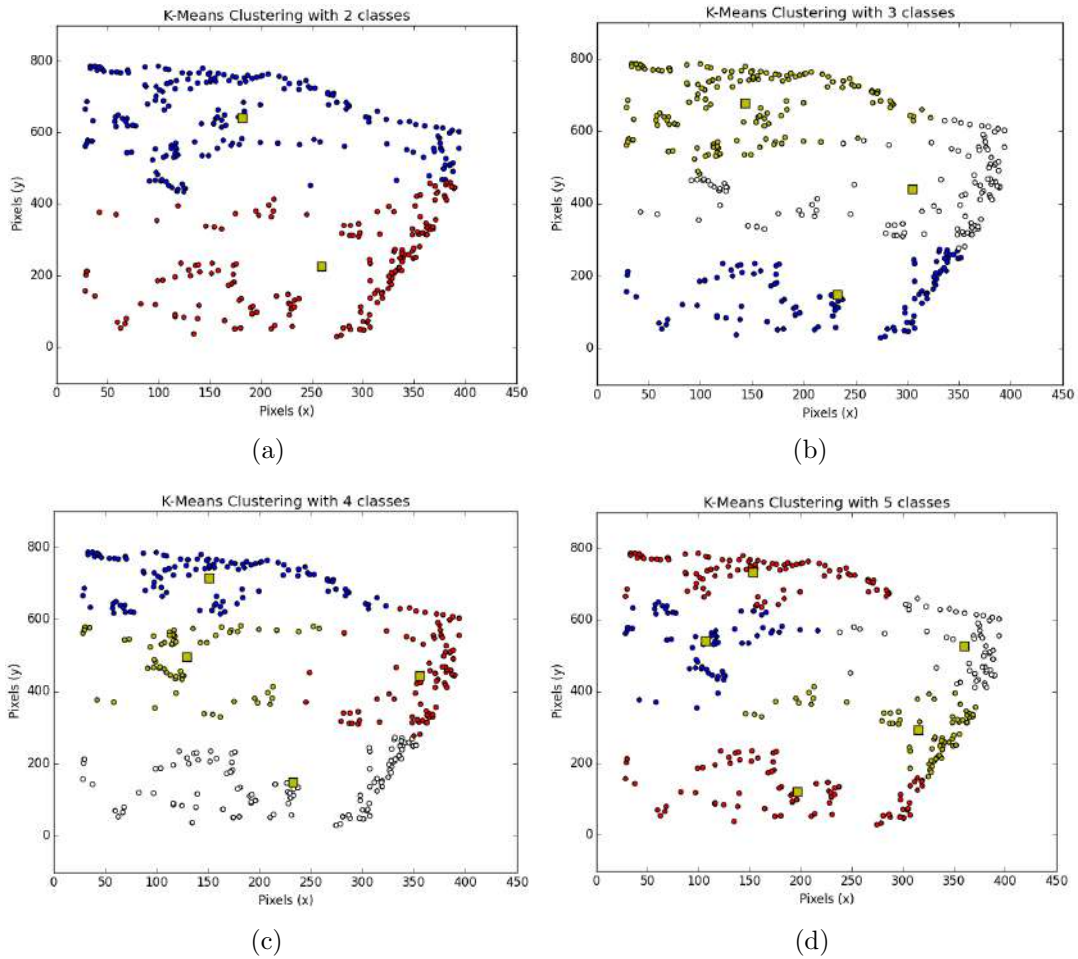 K-Means Clustering with 2 classes
800
600
400
200
0
Pixels (y)
0 50 100 150 200 250 300 350 400 450
Pixels (x)
(a)
K-Means Clustering with 3 classes
800
600
400
200
0
Pixels (y)
0 50 100 150 200 250 300 350 400 450
Pixels (x)
(b)
K-Means Clustering with 4 classes
800
600
400
200
0
Pixels (y)
0 50 100 150 200 250 300 350 400 450
Pixels (x)
(c)
K-Means Clustering with 5 classes
800
600
400
200
0
Pixels (y)
0 50 100 150 200 250 300 350 400 450
Pixels (x)
(d)